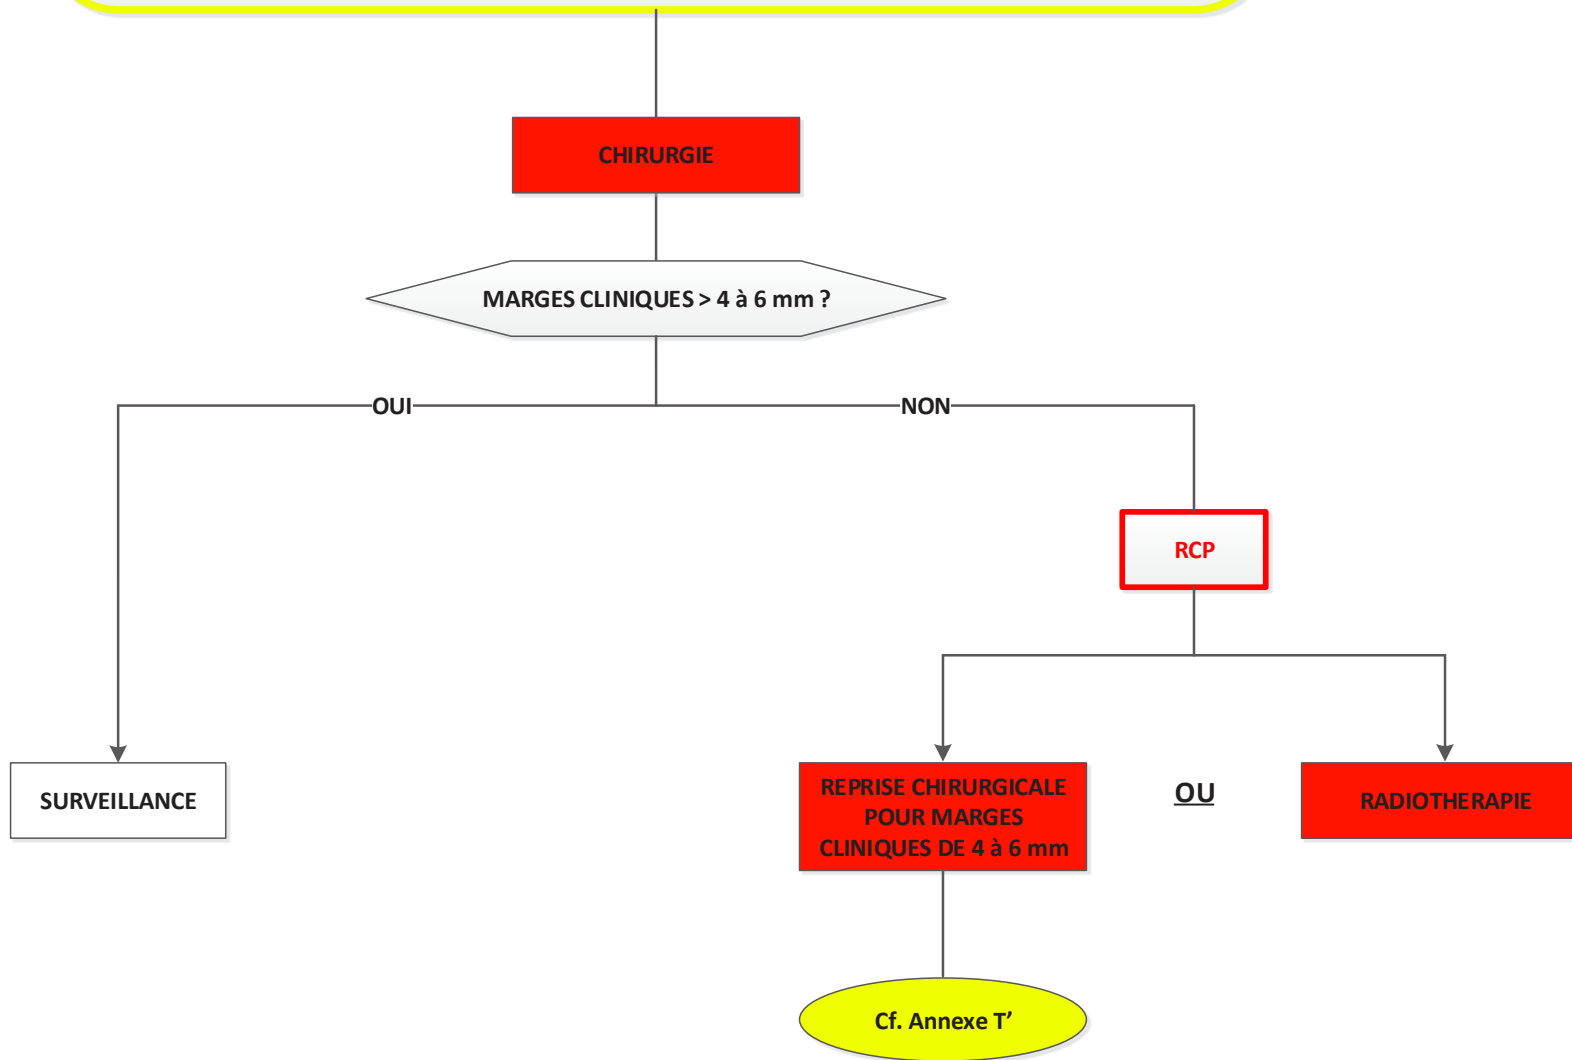 CHIRURGIE
MARGES CLINIQUES > 4 à 6 mm ?
OUI
NON
RCP
SURVEILLANCE
REPRISE CHIRURGICALE
POUR MARGES
CLINIQUES DE 4 à 6 mm
OU
RADIOTHERAPIE
Cf. Annexe T’